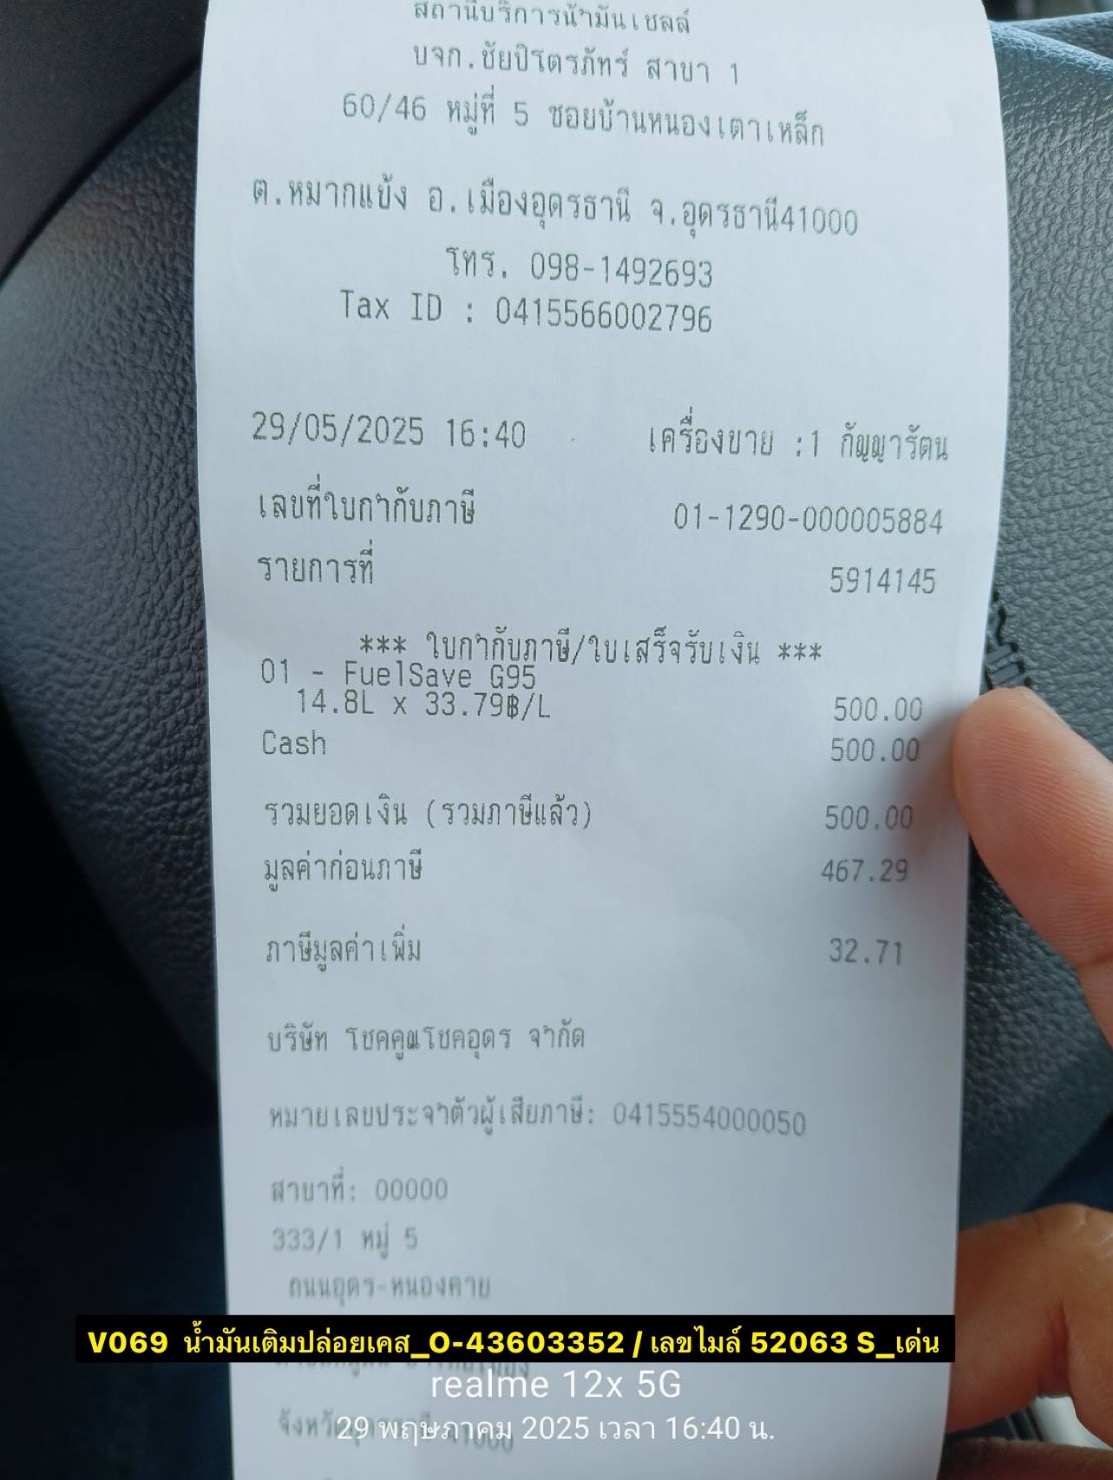 สถานีบริการน้ำมันเชลล์
บจก.ชัยปิโตรภัทร์ สาขา 1
60/46 หมู่ที่ 5 ซอยบ้านหนองเตาเหล็ก
ต.หมากแข้ง อ.เมืองอุดรธานี จ.อุดรธานี41000
โทร. 098-1492693
Tax ID : 0415566002796
29/05/2025 16:40 เครื่องขาย :1 กัญญารัตน
เลขที่ใบกำกับภาษี 01-1290-000005884
รายการที่ 5914145
*** ใบกำกับภาษี/ใบเสร็จรับเงิน ***
01 - FuelSave G95
14.8L x 33.79฿/L 500.00
Cash 500.00
รวมยอดเงิน (รวมภาษีแล้ว) 500.00
มูลค่าก่อนภาษี 467.29
ภาษีมูลค่าเพิ่ม 32.71
บริษัท โชคคูณโชคอุดร จำกัด
หมายเลขประจำตัวผู้เสียภาษี: 0415554000050
สาขาที่: 00000
333/1 หมู่ 5
ถนนอุดร-หนองคาย
V069 น้ำมันเติมปล่อยเคส_O-43603352 / เลขไมล์ 52063 S_เด่น
realme 12x 5G
29 พฤษภาคม 2025 เวลา 16:40 น.